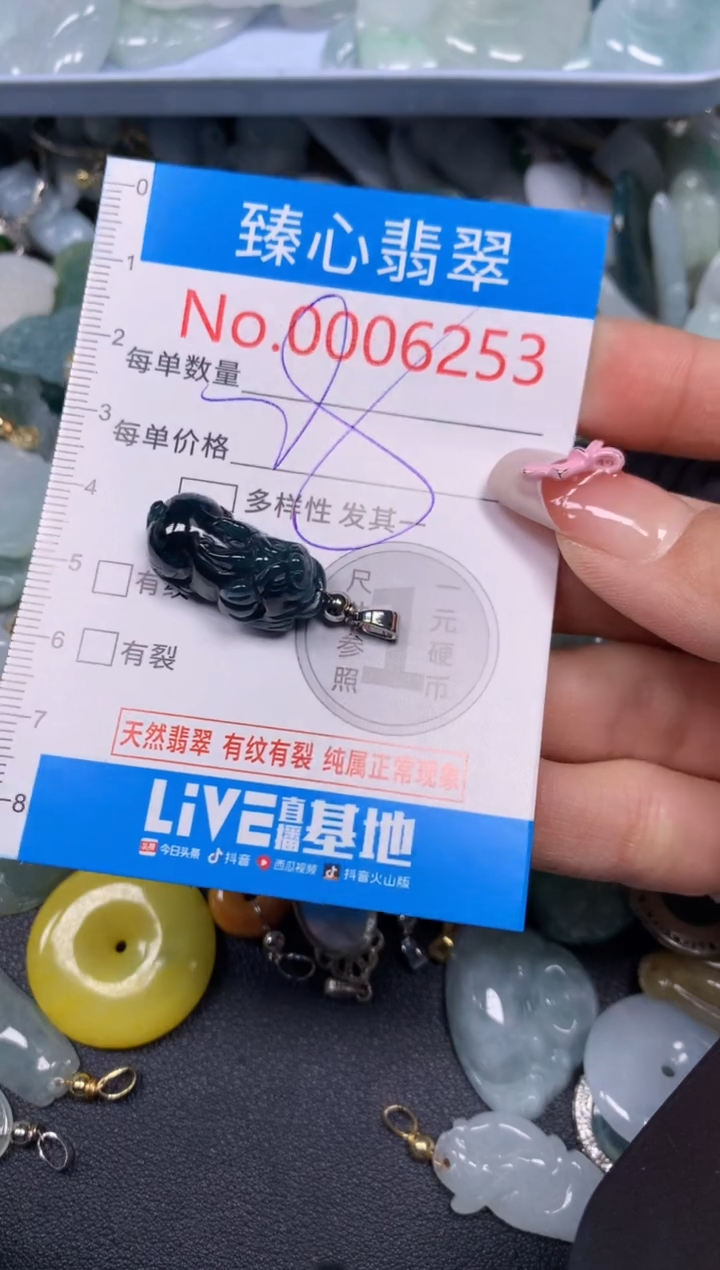 0
臻心翡翠
1
No.0006253
2
每单数量
3
每单价格
4
多样性 发其一
5
有纹
尺寸参照
一元硬币
1
6
有裂
7
天然翡翠 有纹有裂 纯属正常现象
8
LiVE直播基地
头条 今日头条 抖音 西瓜视频 抖音火山版